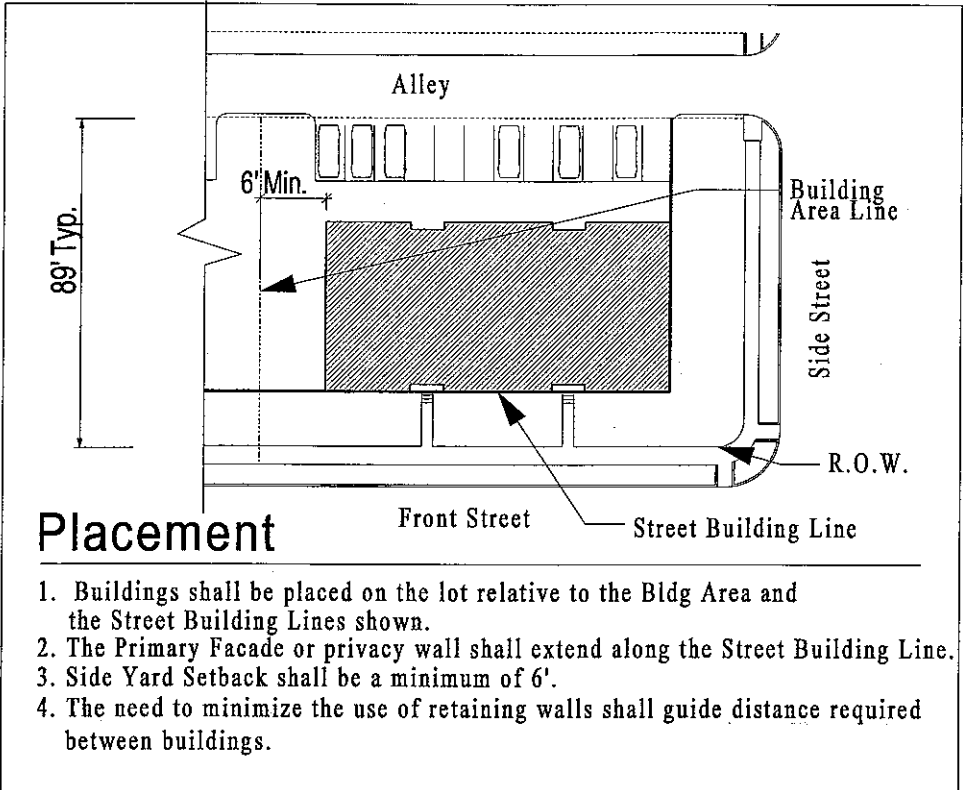 Alley
6' Min.
Building
Area Line
89' Typ.
Side Street
R.O.W.
Front Street
Street Building Line
Placement
1. Buildings shall be placed on the lot relative to the Bldg Area and
the Street Building Lines shown.
2. The Primary Facade or privacy wall shall extend along the Street Building Line.
3. Side Yard Setback shall be a minimum of 6'.
4. The need to minimize the use of retaining walls shall guide distance required
between buildings.